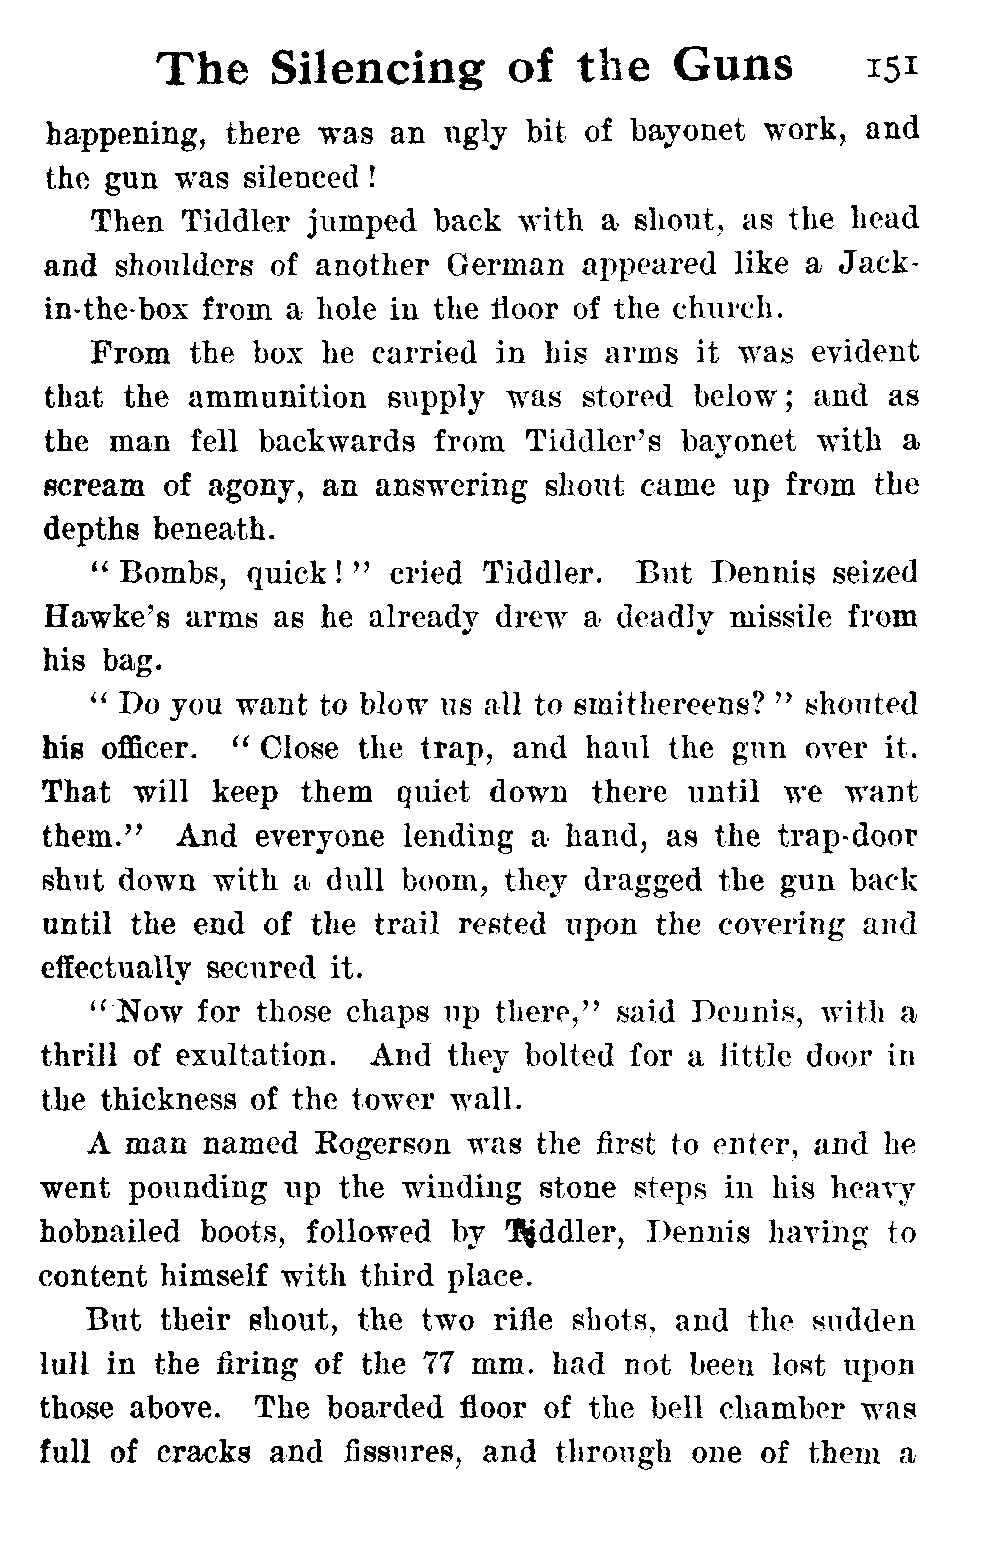 The Silencing of the Guns 151
happening, there was an ugly bit of bayonet work, and
the gun was silenced!
Then Tiddler jumped back with a shout, as the head
and shoulders of another German appeared like a Jack-
in-the-box from a hole in the floor of the church.
From the box he carried in his arms it was evident
that the ammunition supply was stored below; and as
the man fell backwards from Tiddler's bayonet with a
scream of agony, an answering shout came up from the
depths beneath.
"Bombs, quick!" cried Tiddler. But Dennis seized
Hawke's arms as he already drew a deadly missile from
his bag.
"Do you want to blow us all to smithereens?" shouted
his officer. "Close the trap, and haul the gun over it.
That will keep them quiet down there until we want
them." And everyone lending a hand, as the trap-door
shut down with a dull boom, they dragged the gun back
until the end of the trail rested upon the covering and
effectually secured it.
"Now for those chaps up there," said Dennis, with a
thrill of exultation. And they bolted for a little door in
the thickness of the tower wall.
A man named Rogerson was the first to enter, and he
went pounding up the winding stone steps in his heavy
hobnailed boots, followed by Tiddler, Dennis having to
content himself with third place.
But their shout, the two rifle shots, and the sudden
lull in the firing of the 77 mm. had not been lost upon
those above. The boarded floor of the bell chamber was
full of cracks and fissures, and through one of them a